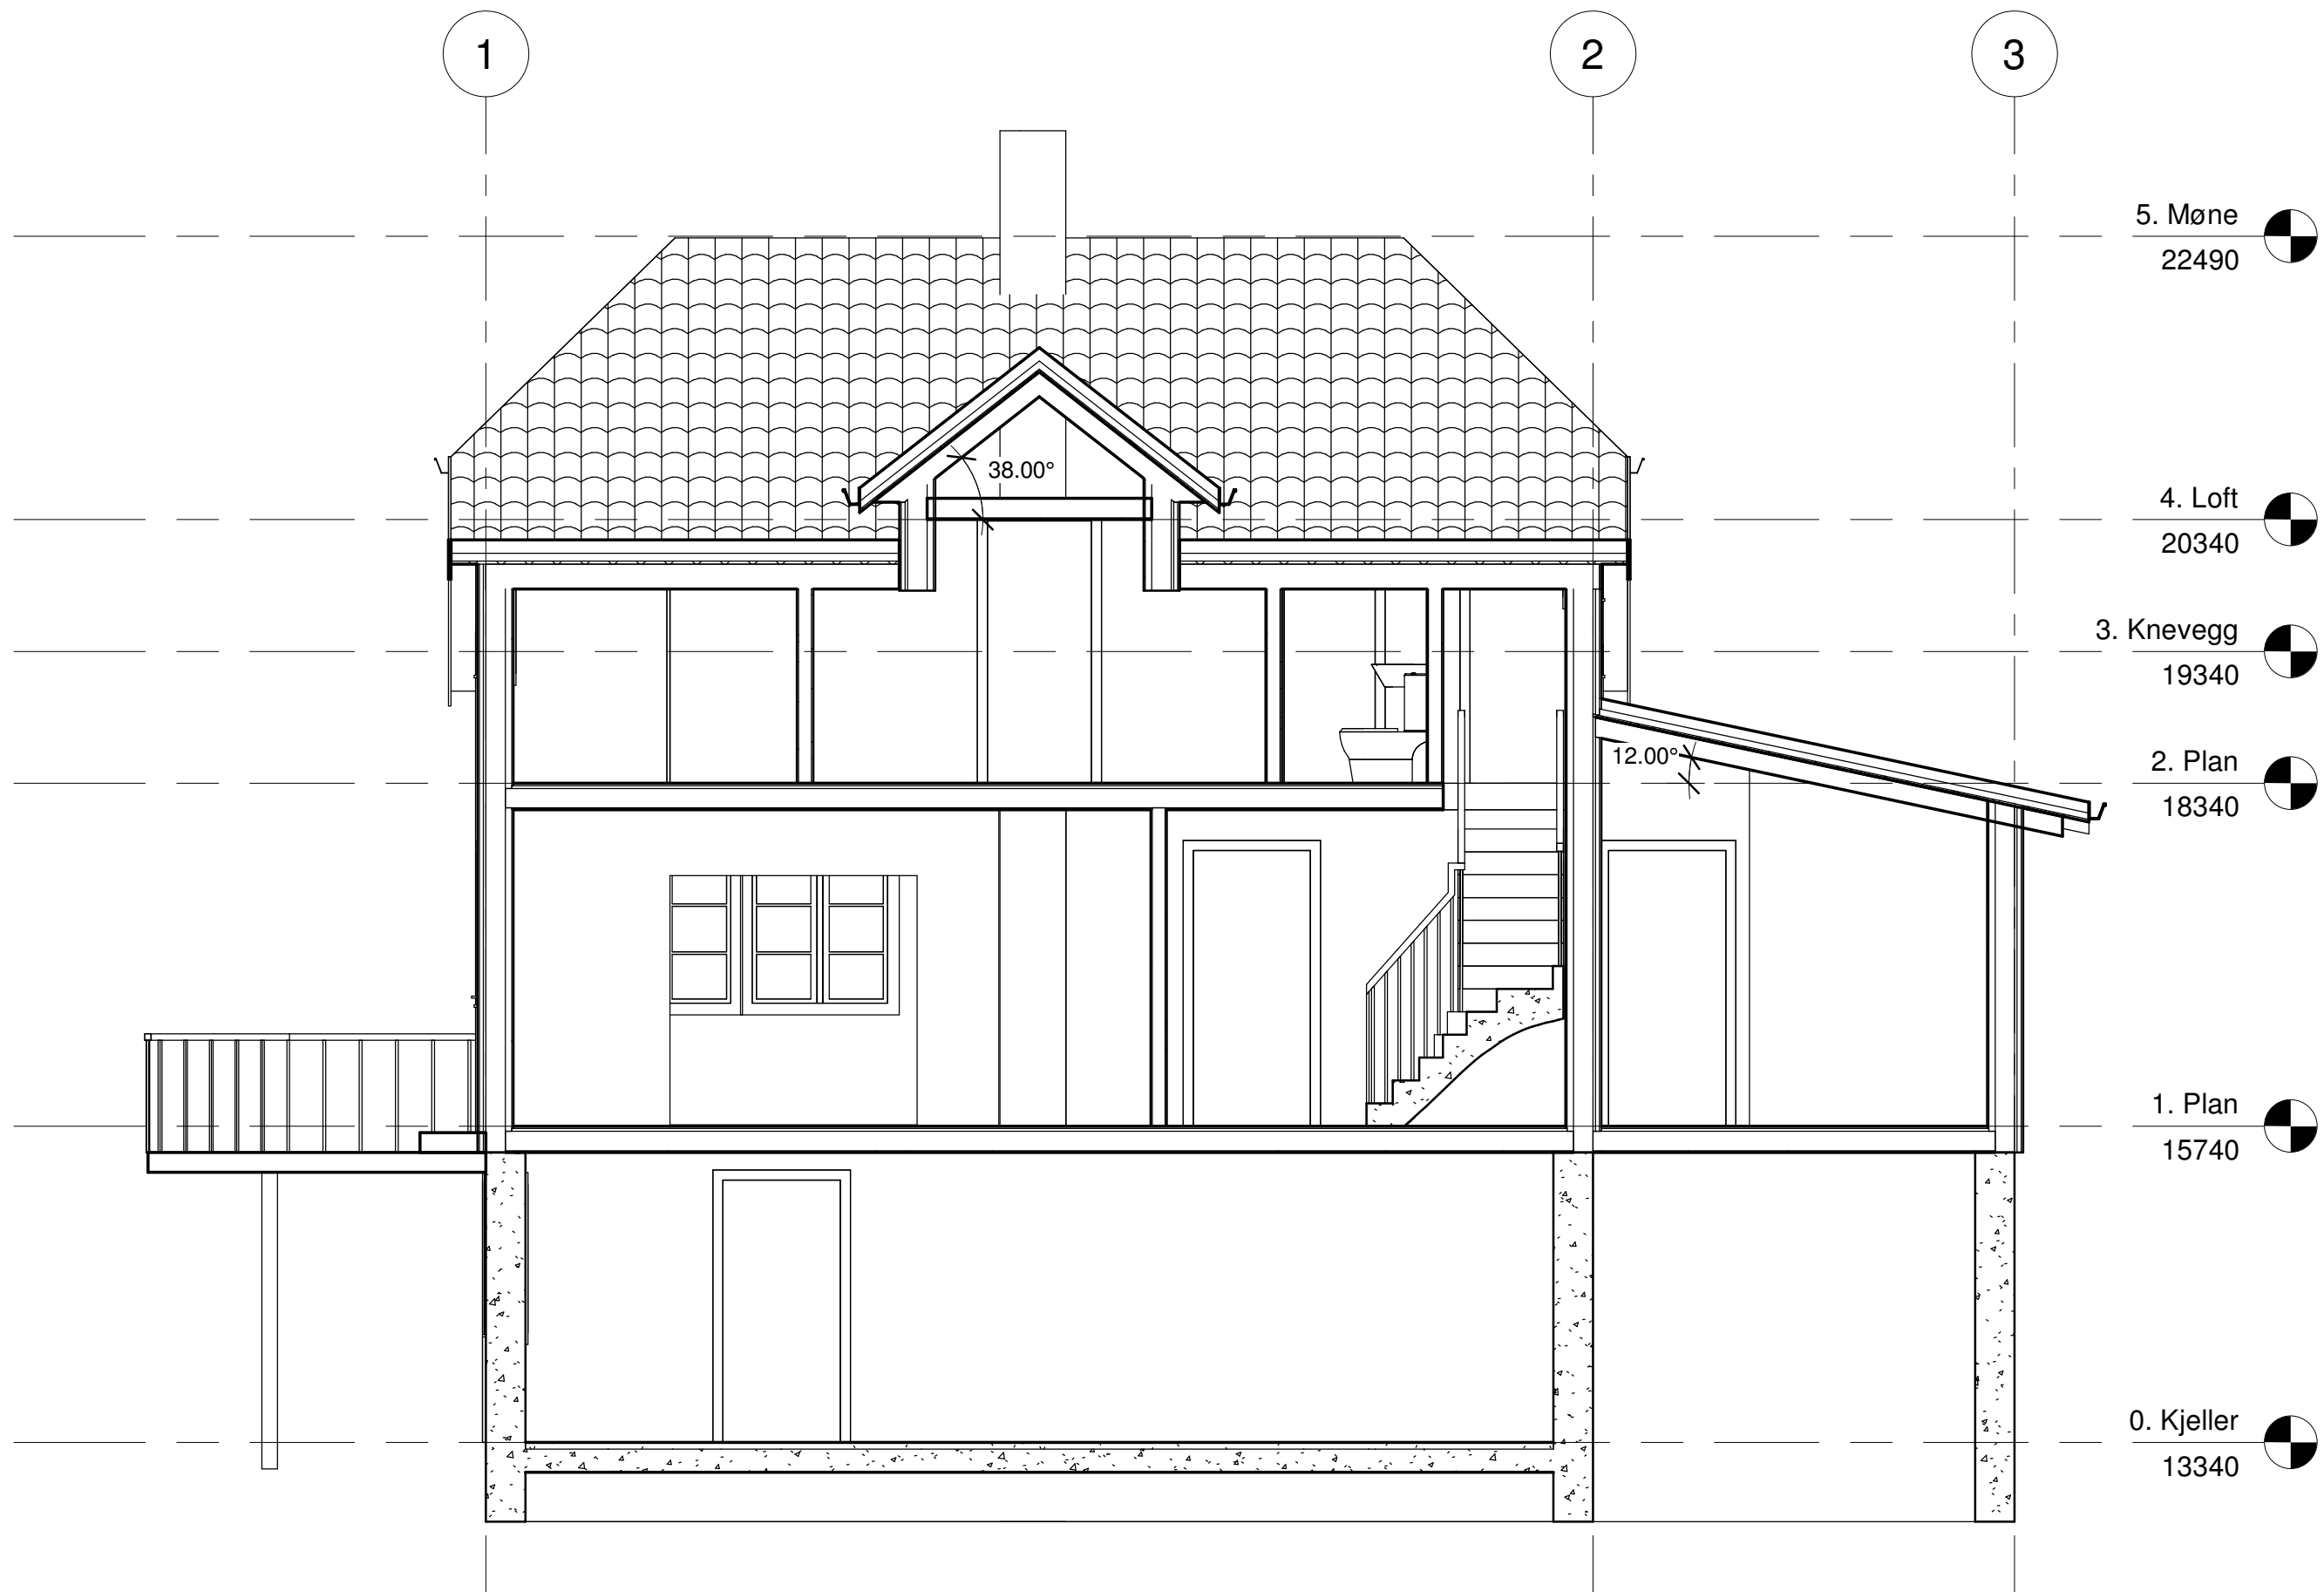 1
2
3
5. Møne
22490
4. Loft
20340
38.00°
3. Knevegg
19340
12.00°
2. Plan
18340
1. Plan
15740
0. Kjeller
13340